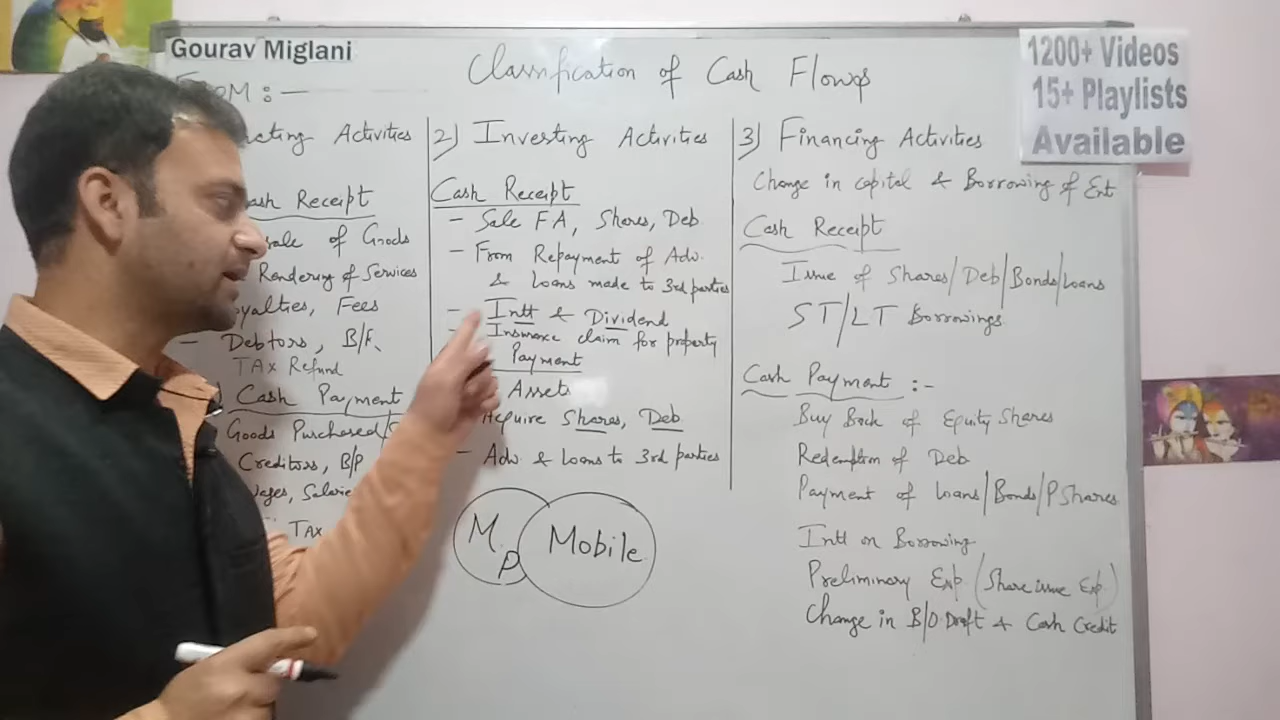 Gourav Miglani
Classification of Cash Flows
1200+ Videos
15+ Playlists
Available
FROM :-
Activities
Cash Receipt
Sale of Goods
Rendering of Services
Royalties, Fees
- Debtors, B/R
TAX Refund
Cash Payment
Goods Purchased/
Creditors, B/P
Wages, Salarie
TAX
2) Investing Activities
Cash Receipt
- Sale FA, Shares, Deb
- From Repayment of Adv.
& Loans made to 3rd parties
- Intt & Dividend
- Insurance claim for property
Payment
Assets
Acquire Shares, Deb
- Adv. & Loans to 3rd parties
M.P
Mobile
3) Financing Activities
Change in capital & Borrowing of Ent
Cash Receipt
Issue of Shares/Deb/Bonds/Loans
ST/LT Borrowings
Cash Payment :-
Buy Back of Equity Shares
Redemption of Deb
Payment of Loans/Bonds/P Shares
Intt on Borrowing
Preliminary Exp (Share issue Exp)
Change in B/O.Draft & Cash Credit